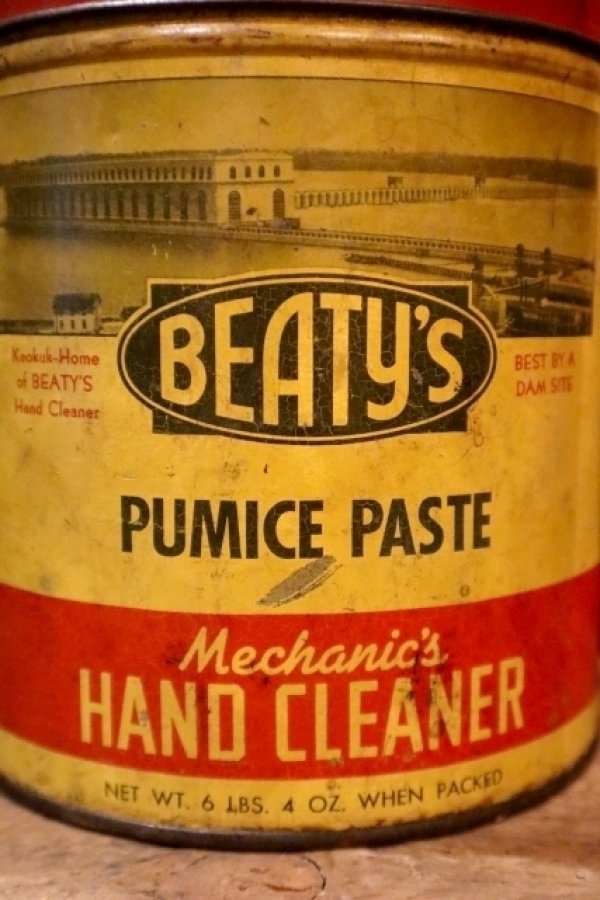 Keokuk-Home
of BEATY'S
Hand Cleaner
BEATY'S
BEST BY A
DAM SITE
PUMICE PASTE
Mechanic's
HAND CLEANER
NET WT. 6 LBS. 4 OZ. WHEN PACKED